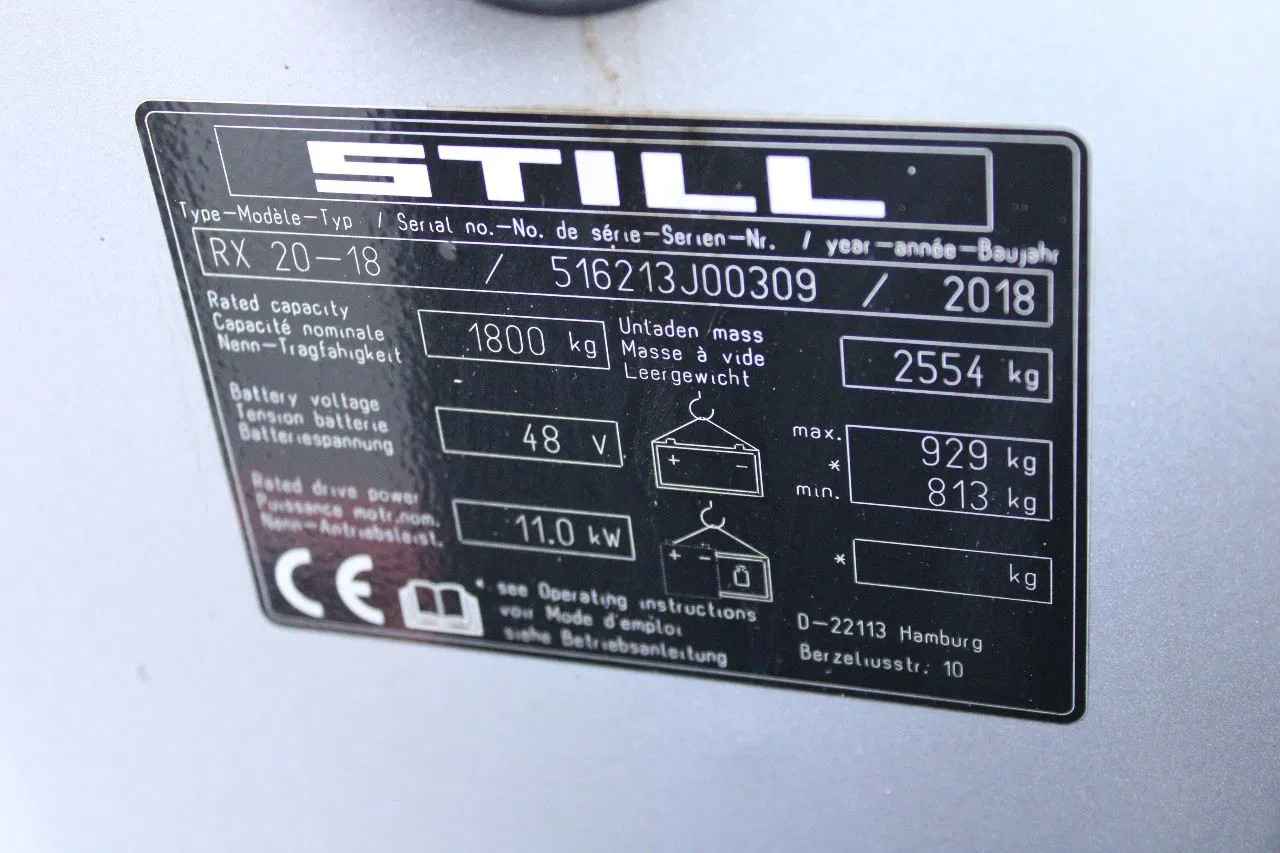 STILL
Type-Modèle-Typ / Serial no.-No. de série-Serien-Nr. / year-année-Baujahr
RX 20-18 / 516213J00309 / 2018
Rated capacity
Capacité nominale
Nenn-Tragfähigkeit
1800 kg
Untaden mass
Masse à vide
Leergewicht
2554 kg
Battery voltage
Tension batterie
Batteriespannung
48 V
+ -
max. 929 kg
*
min. 813 kg
Rated drive power
Puissance motr.nom.
Nenn-Antriebsleist.
11.0 kW
+ -
* kg
CE
* see Operating instructions
voir Mode d'emploi
siehe Betriebsanleitung
D-22113 Hamburg
Berzeliusstr. 10